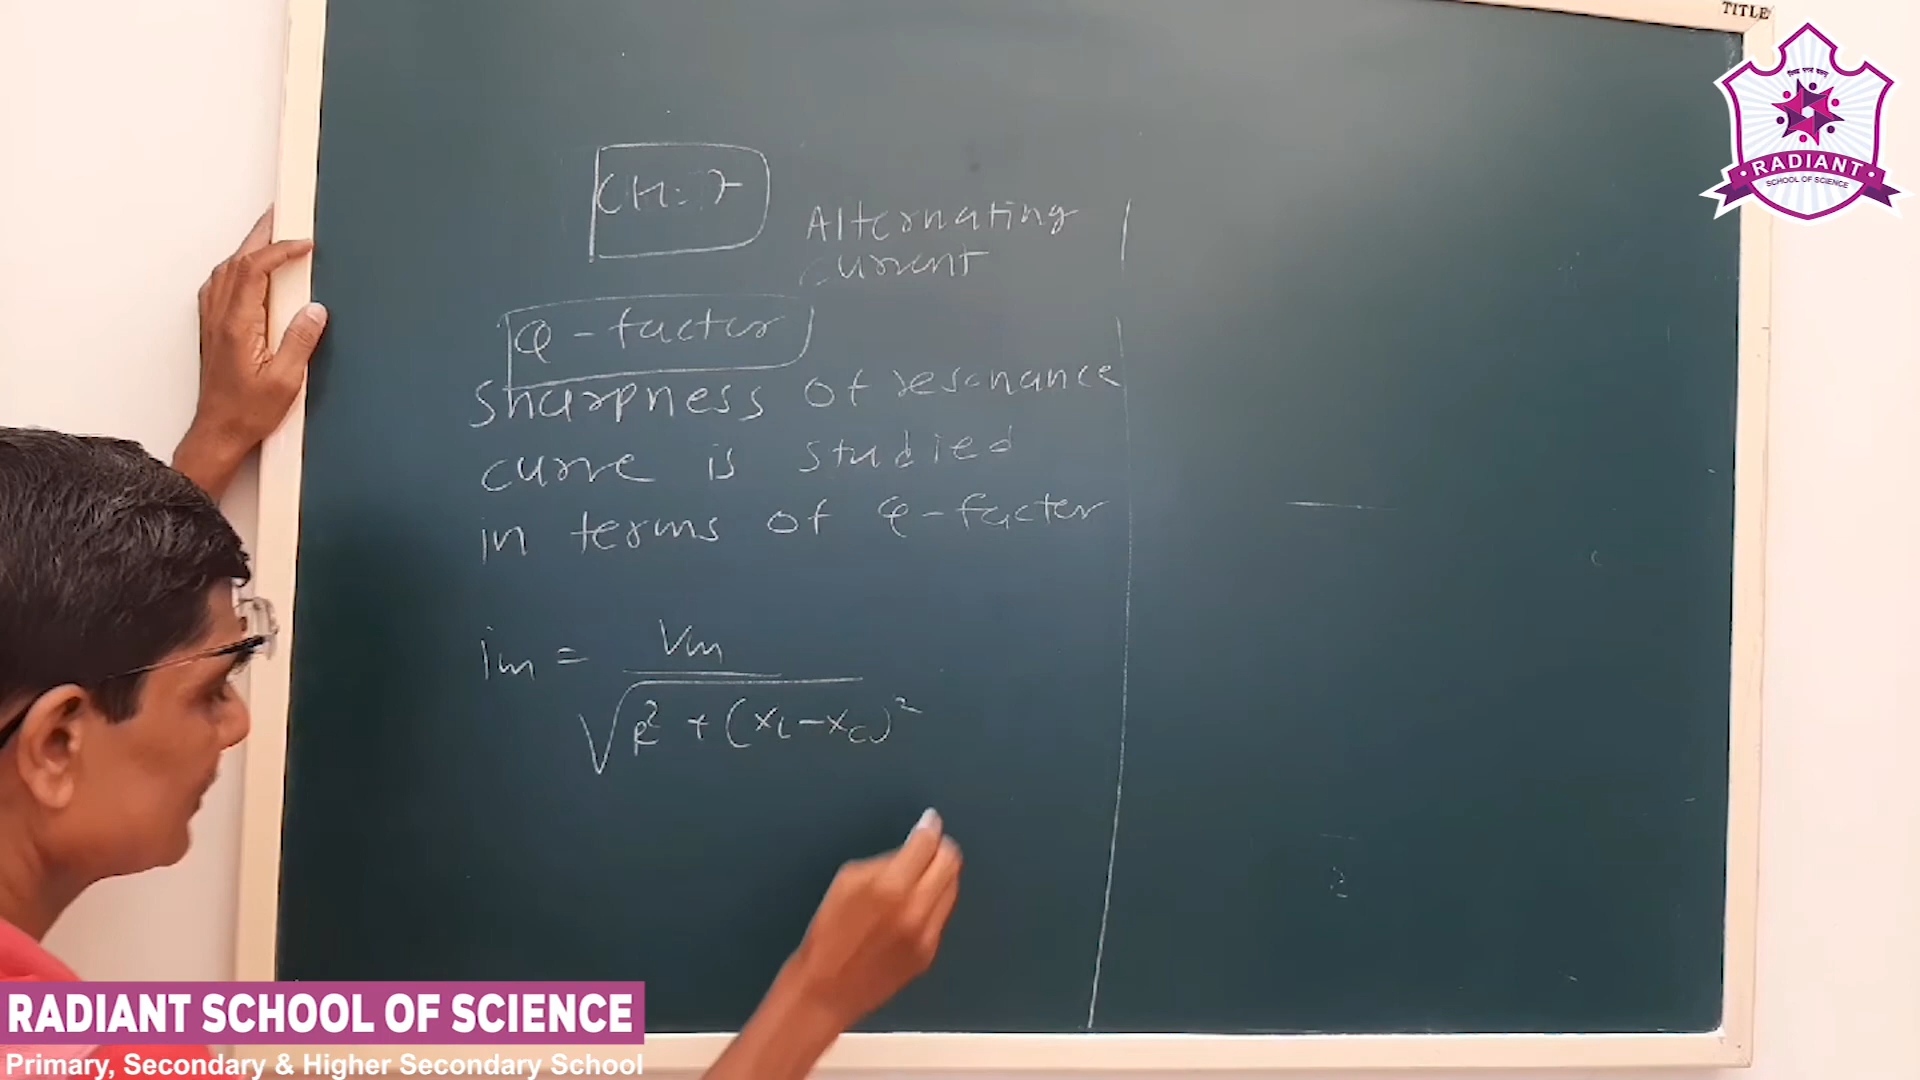 TITLE
CH: 7
Alternating
current
Q-factor
Sharpness of resonance
curve is studied
in terms of Q-factor
im = Vm
√R² + (XL-XC)²
RADIANT
SCHOOL OF SCIENCE
RADIANT SCHOOL OF SCIENCE
Primary, Secondary & Higher Secondary School